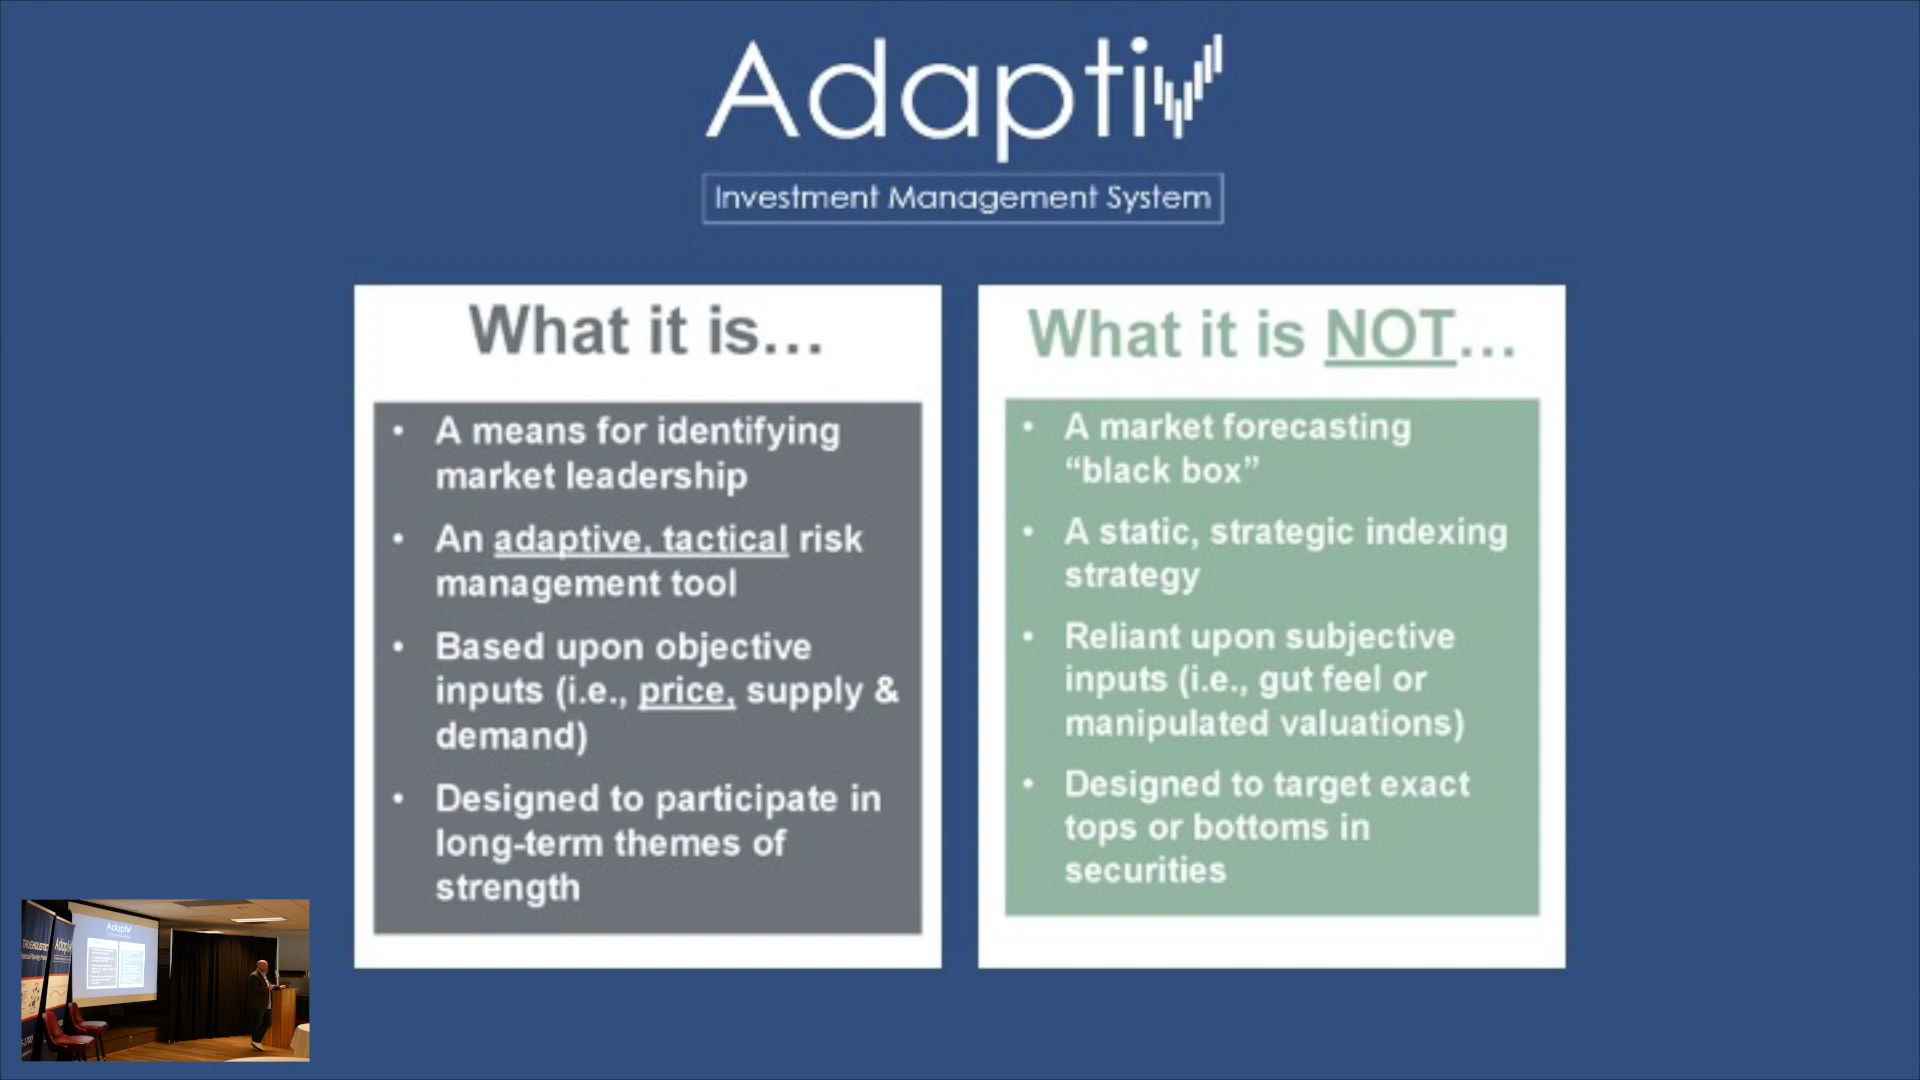 Adaptiv
Investment Management System
What it is...
• A means for identifying
market leadership
• An adaptive, tactical risk
management tool
• Based upon objective
inputs (i.e., price, supply &
demand)
• Designed to participate in
long-term themes of
strength
What it is NOT...
• A market forecasting
“black box”
• A static, strategic indexing
strategy
• Reliant upon subjective
inputs (i.e., gut feel or
manipulated valuations)
• Designed to target exact
tops or bottoms in
securities
Adaptiv
Adaptiv